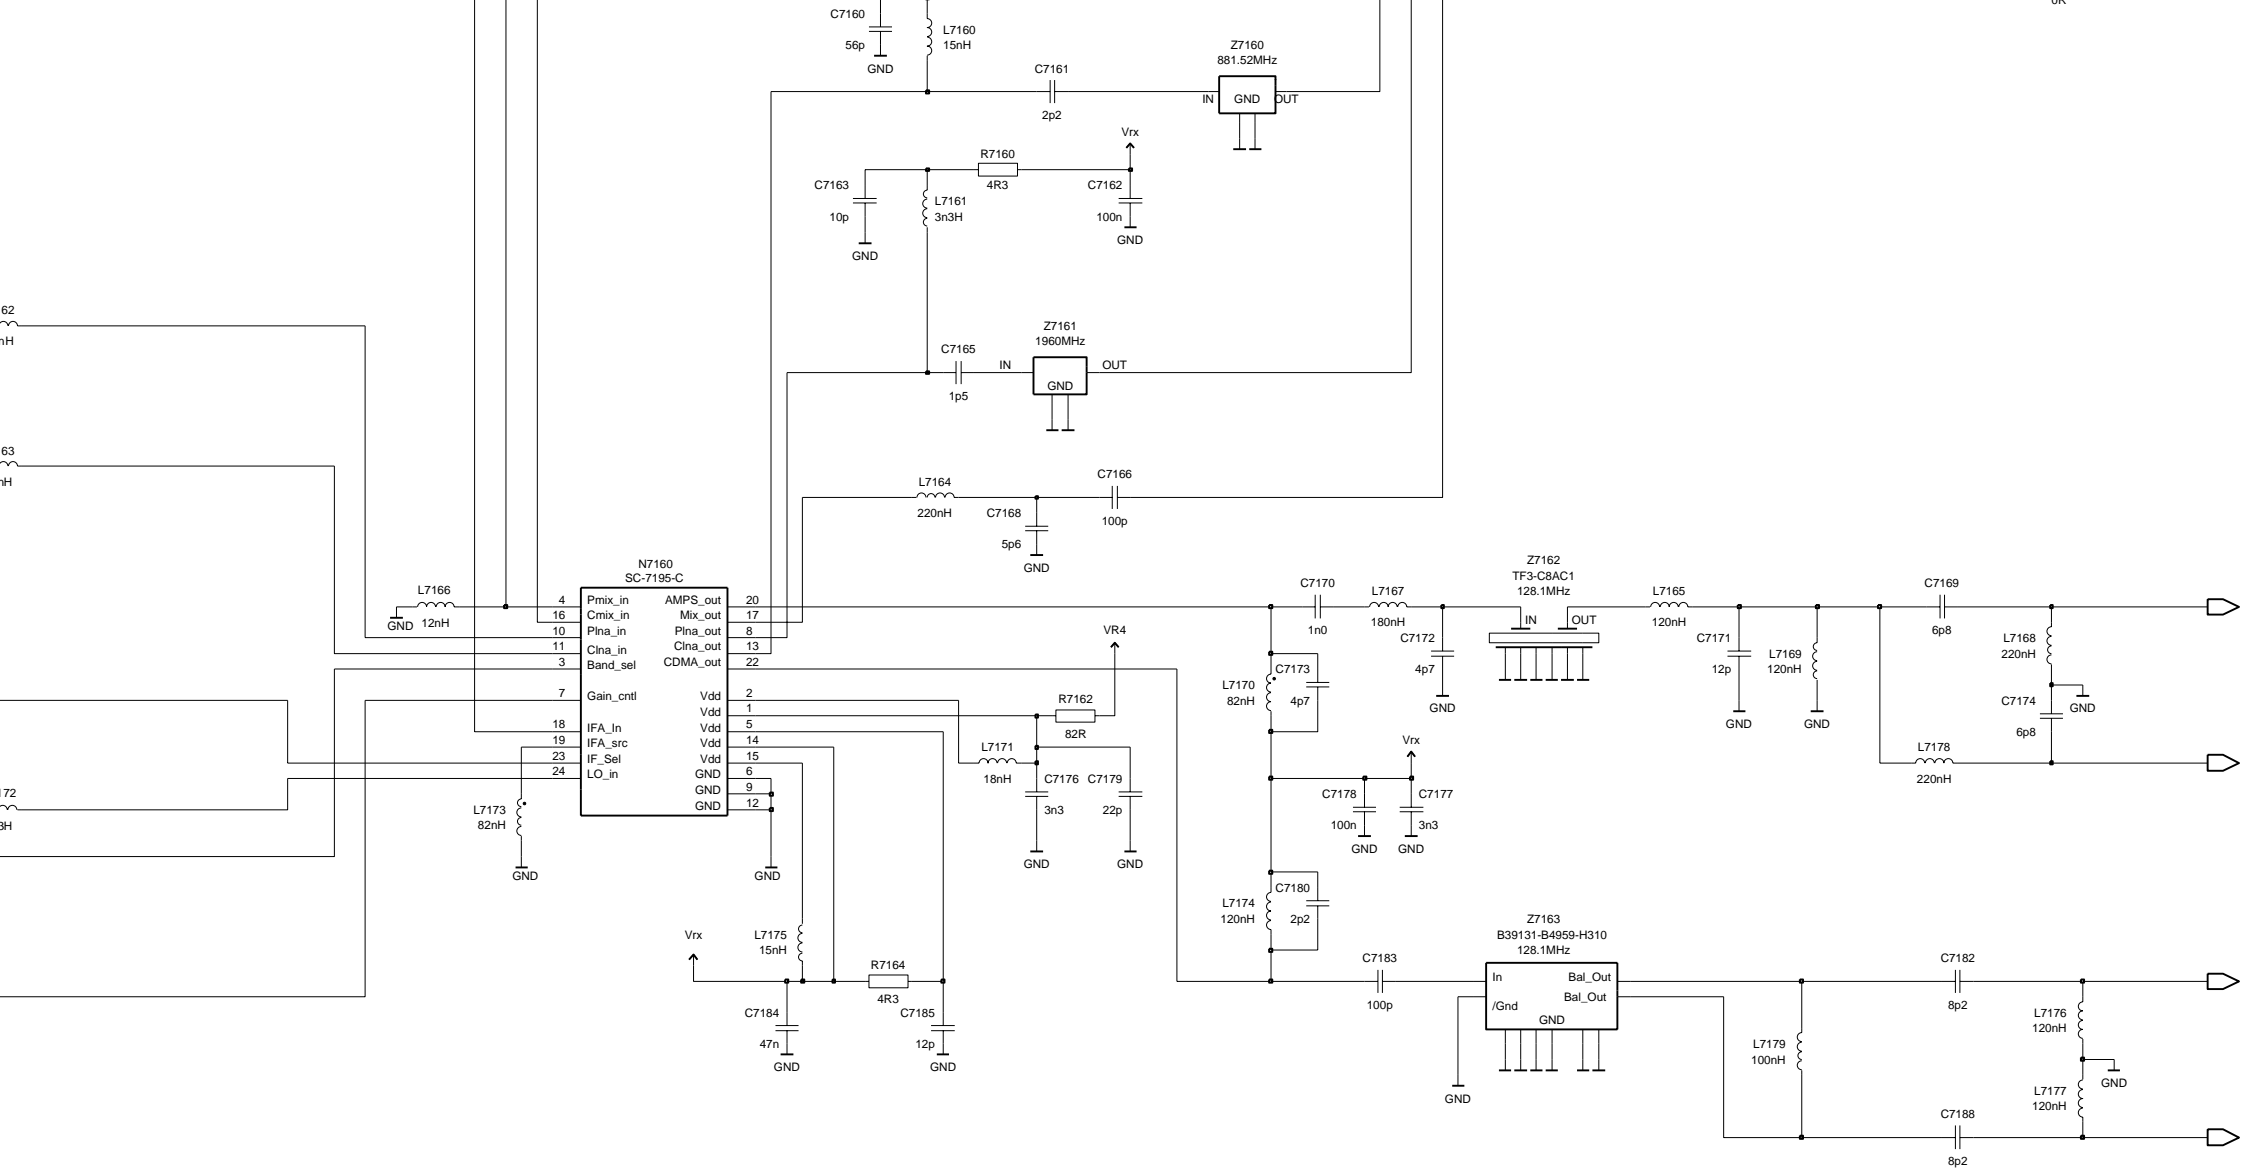 0R
C7160
56p
GND
L7160
15nH
C7161
2p2
Z7160
881.52MHz
IN
GND
OUT
Vrx
R7160
4R3
C7163
10p
GND
L7161
3n3H
C7162
100n
GND
62
nH
Z7161
1960MHz
C7165
1p5
IN
OUT
GND
63
nH
L7164
220nH
C7168
5p6
GND
C7166
100p
N7160
SC-7195-C
L7166
12nH
GND
4 Pmix_in AMPS_out 20
16 Cmix_in Mix_out 17
10 Plna_in Plna_out 8
11 Clna_in Clna_out 13
3 Band_sel CDMA_out 22
7 Gain_cntl Vdd 2
Vdd 1
18 IFA_In Vdd 5
19 IFA_src Vdd 14
23 IF_Sel Vdd 15
24 LO_in GND 6
GND 9
GND 12
GND
L7173
82nH
GND
172
3H
VR4
R7162
82R
L7171
18nH
C7176
3n3
GND
C7179
22p
GND
C7170
1n0
L7167
180nH
C7172
4p7
GND
Z7162
TF3-C8AC1
128.1MHz
IN
OUT
L7165
120nH
C7171
12p
GND
L7169
120nH
GND
C7169
6p8
L7168
220nH
GND
C7174
6p8
L7178
220nH
L7170
82nH
C7173
4p7
Vrx
C7178
100n
GND
C7177
3n3
GND
L7174
120nH
C7180
2p2
Vrx
L7175
15nH
R7164
4R3
C7184
47n
GND
C7185
12p
GND
C7183
100p
Z7163
B39131-B4959-H310
128.1MHz
In
Bal_Out
/Gnd
Bal_Out
GND
GND
L7179
100nH
C7182
8p2
L7176
120nH
GND
L7177
120nH
C7188
8p2